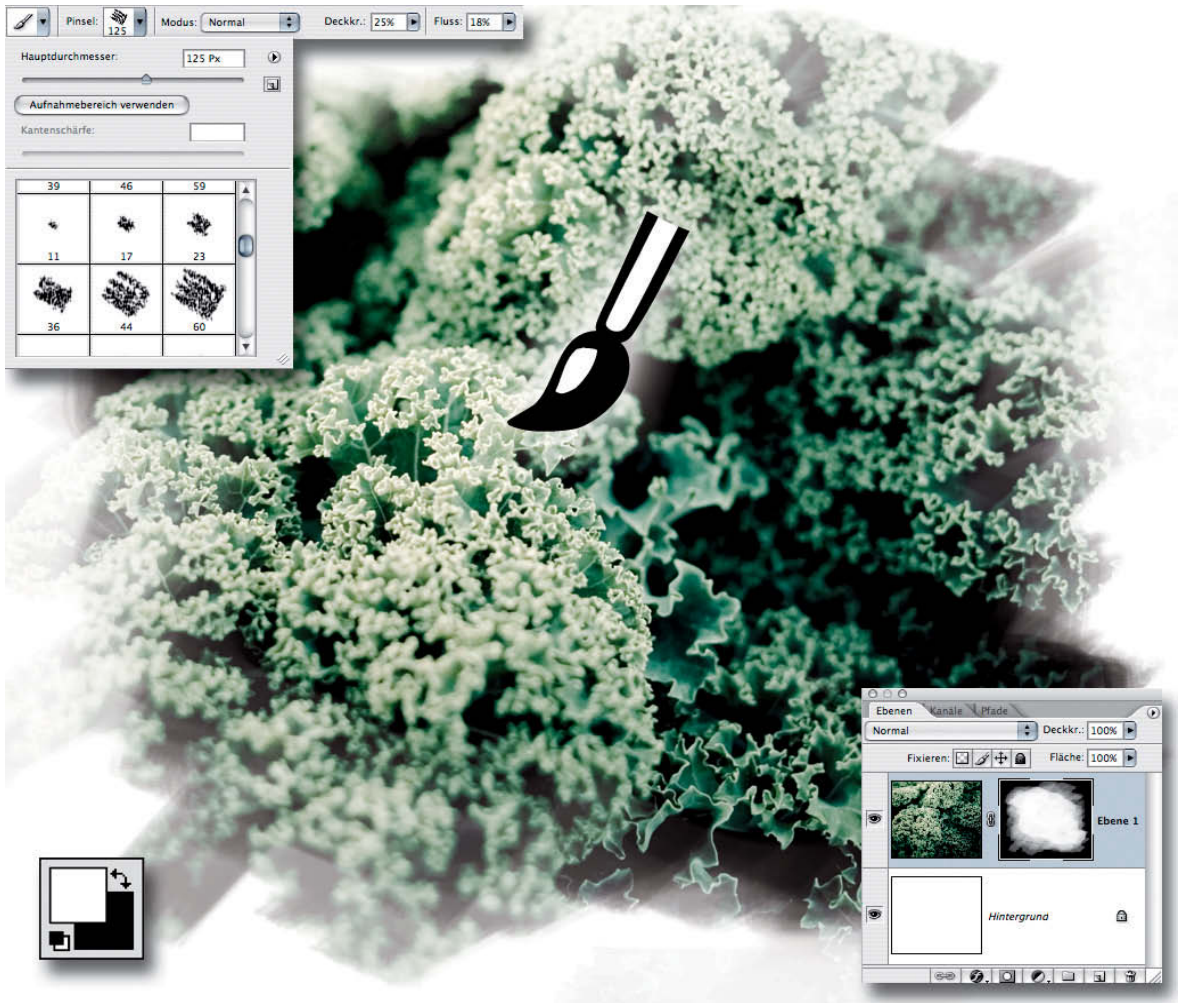 Pinsel: 125 Modus: Normal Deckkr.: 25% Fluss: 18%
Hauptdurchmesser: 125 Px
Aufnahmebereich verwenden
Kantenschärfe:
39 46 59
11 17 23
36 44 60
Ebenen Kanäle Pfade
Normal Deckkr.: 100%
Fixieren: Fläche: 100%
Ebene 1
Hintergrund